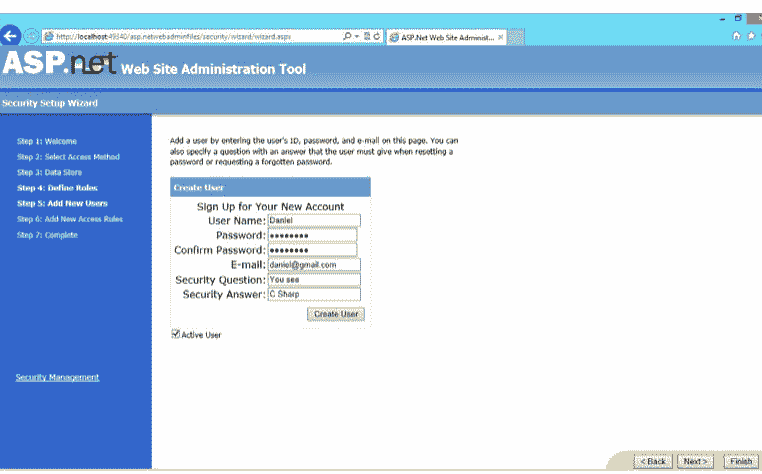 http://localhost:49340/asp.netwebadminfiles/security/wizard/wizard.aspx
ASP.Net Web Site Administ...
ASP.net Web Site Administration Tool
Security Setup Wizard
Step 1: Welcome
Step 2: Select Access Method
Step 3: Data Store
Step 4: Define Roles
Step 5: Add New Users
Step 6: Add New Access Rules
Step 7: Complete
Security Management
Add a user by entering the user's ID, password, and e-mail on this page. You can
also specify a question with an answer that the user must give when resetting a
password or requesting a forgotten password.
Create User
Sign Up for Your New Account
User Name: Daniel
Password: ••••••••
Confirm Password: ••••••••
E-mail: daniel@gmail.com
Security Question: You see
Security Answer: C Sharp
Create User
Active User
< Back Next > Finish